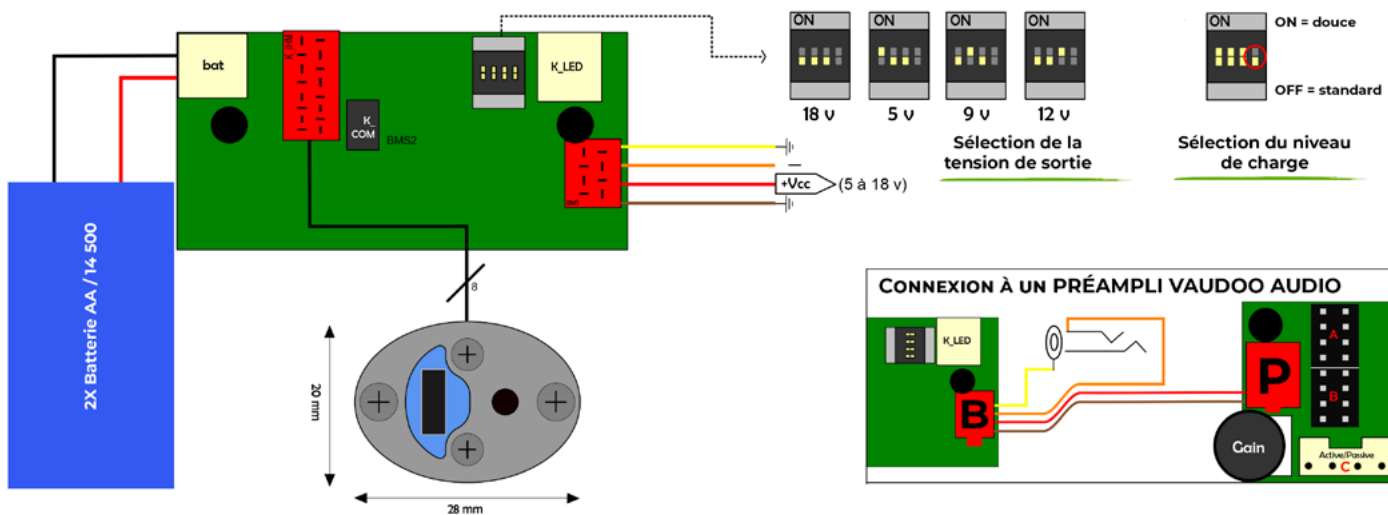 bat
K_IHM
K_
COM
BMS2
K_LED
BMS
2X Batterie AA / 14 500
8
20 mm
28 mm
+Vcc
(5 à 18 v)
ON
ON
ON
ON
18 v
5 v
9 v
12 v
Sélection de la
tension de sortie
ON
ON = douce
OFF = standard
Sélection du niveau
de charge
CONNEXION À UN PRÉAMPLI VAUDOO AUDIO
K_LED
B
P
A
B
Gain
Active/Passive
C